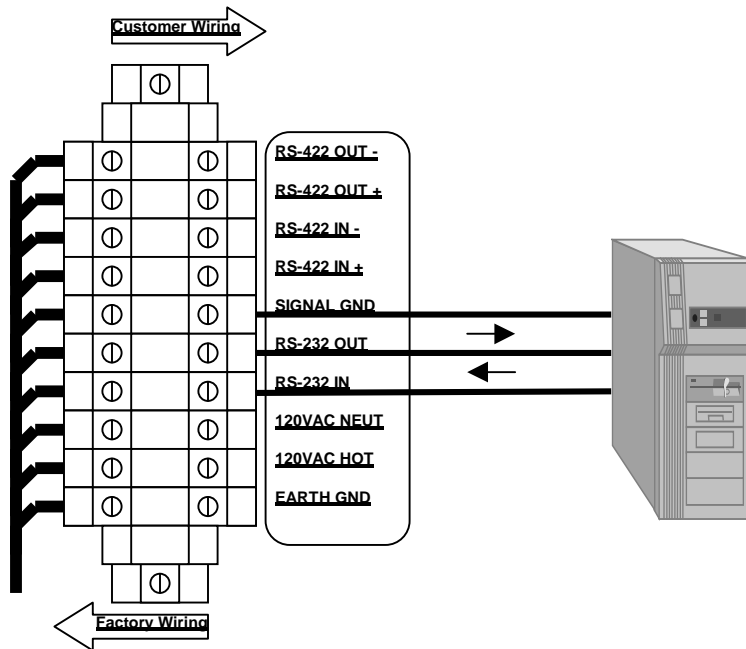 Customer Wiring
RS-422 OUT -
RS-422 OUT +
RS-422 IN -
RS-422 IN +
SIGNAL GND
RS-232 OUT
RS-232 IN
120VAC NEUT
120VAC HOT
EARTH GND
Factory Wiring